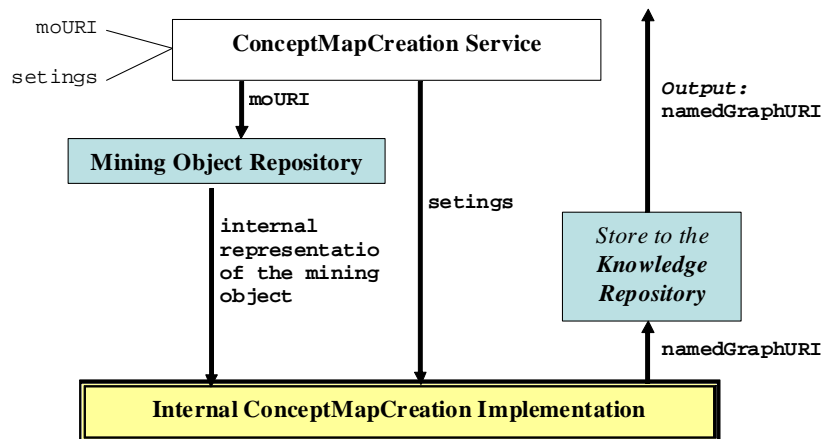 moURI
setings
ConceptMapCreation Service
moURI
Output:
namedGraphURI
Mining Object Repository
setings
internal
representatio
of the mining
object
Store to the
Knowledge
Repository
namedGraphURI
Internal ConceptMapCreation Implementation